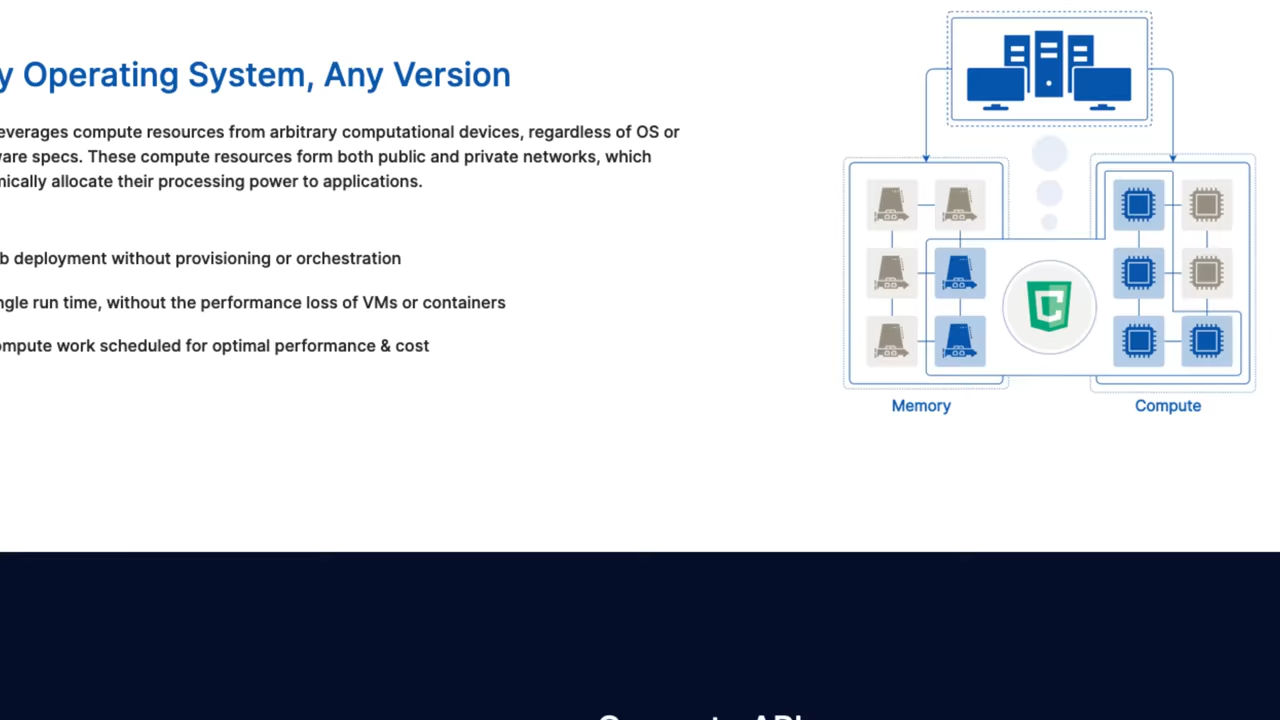 y Operating System, Any Version
everages compute resources from arbitrary computational devices, regardless of OS or
vare specs. These compute resources form both public and private networks, which
mically allocate their processing power to applications.
b deployment without provisioning or orchestration
ngle run time, without the performance loss of VMs or containers
ompute work scheduled for optimal performance & cost
C
Memory
Compute